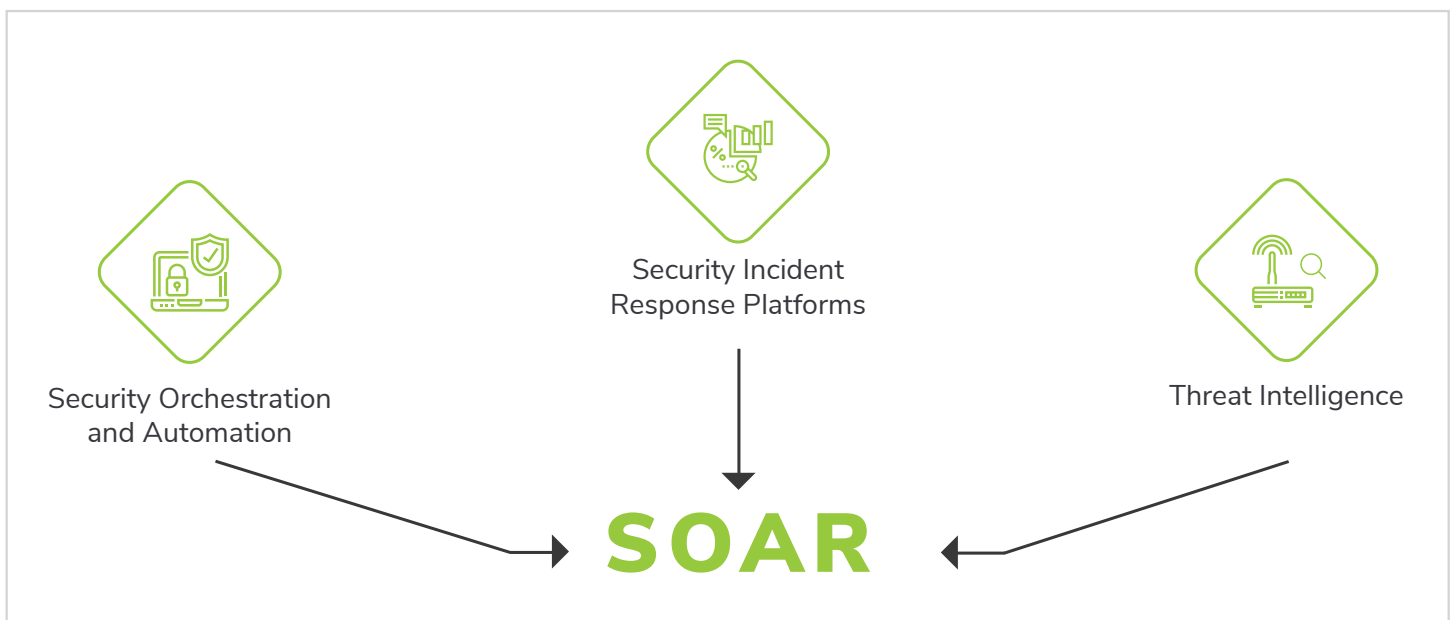 Security Incident
Response Platforms
Security Orchestration
and Automation
Threat Intelligence
SOAR